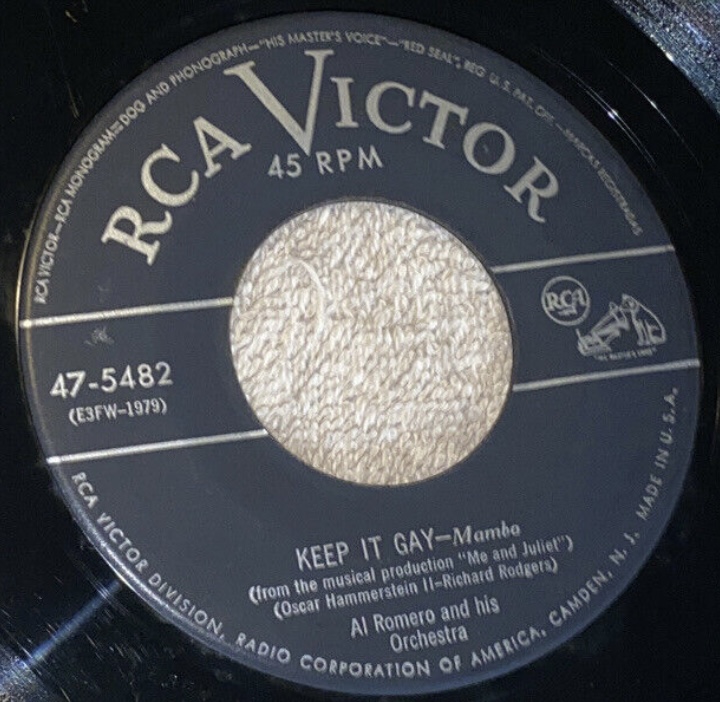 RCA VICTOR—RCA MONOGRAM—DOG AND PHONOGRAPH—"HIS MASTER'S VOICE"—"RED SEAL", REG. U.S. PAT. OFF.—MARCAS REGISTRADAS
RCA VICTOR
45 RPM
RCA
"HIS MASTER'S VOICE"
47-5482
(E3FW-1979)
KEEP IT GAY—Mambo
(from the musical production "Me and Juliet")
(Oscar Hammerstein II-Richard Rodgers)
Al Romero and his
Orchestra
RCA VICTOR DIVISION, RADIO CORPORATION OF AMERICA, CAMDEN, N. J. MADE IN U.S.A.